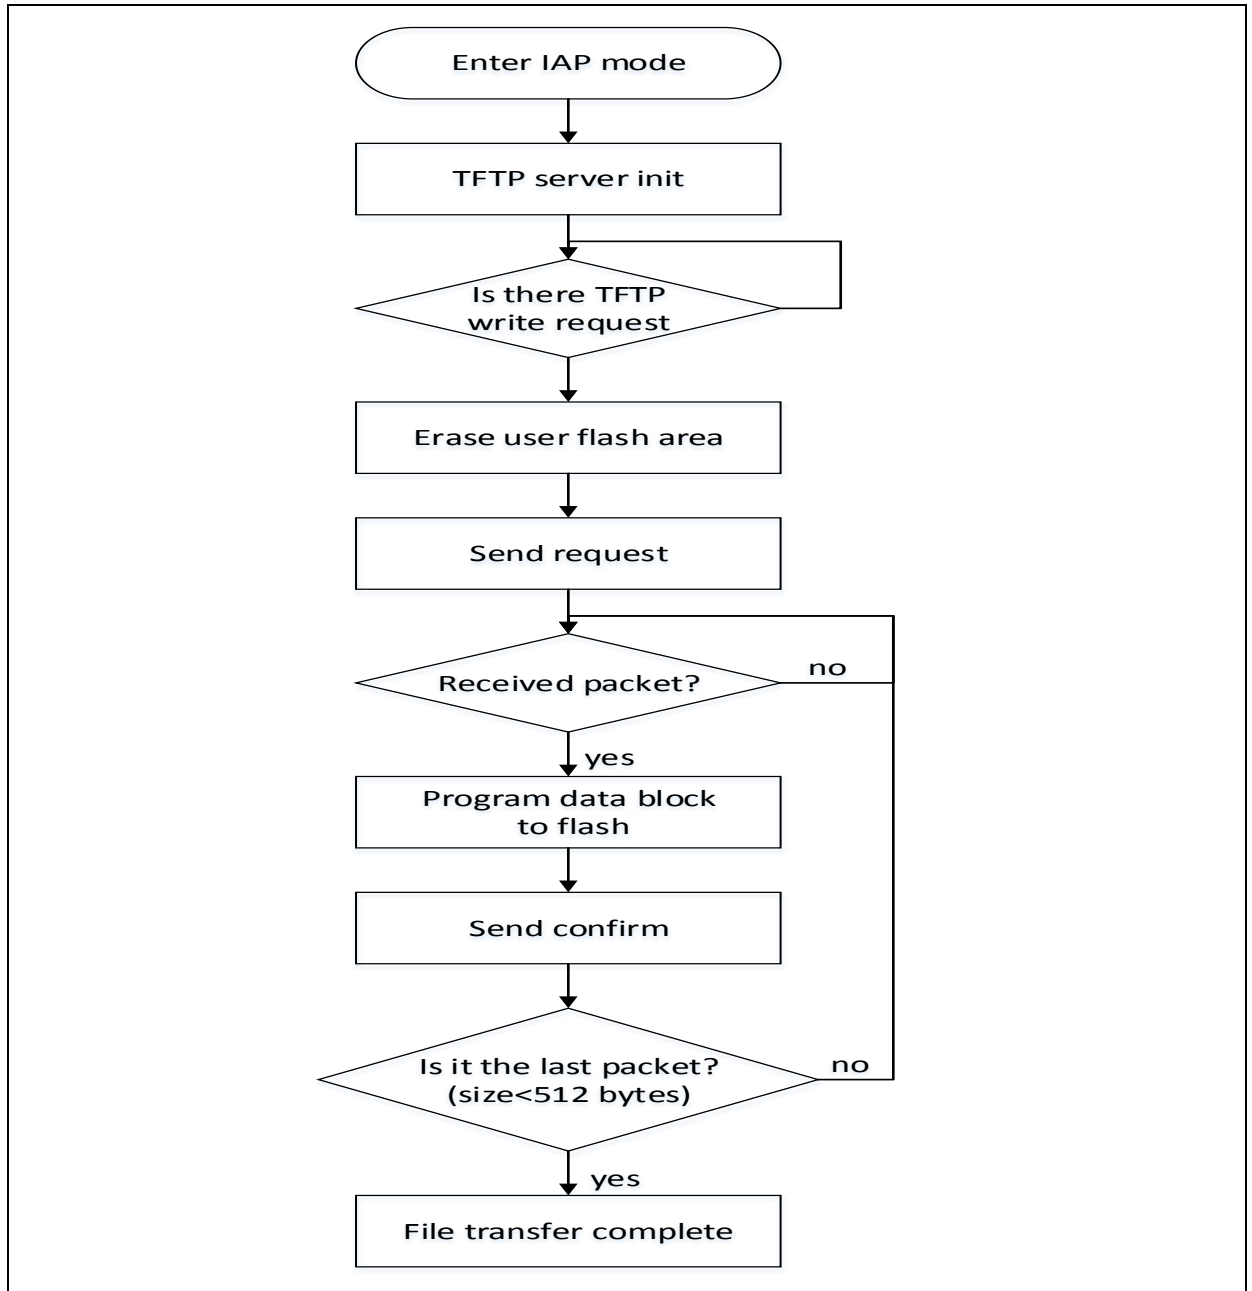 Enter IAP mode
TFTP server init
Is there TFTP
write request
Erase user flash area
Send request
Received packet?
no
yes
Program data block
to flash
Send confirm
Is it the last packet?
(size<512 bytes)
no
yes
File transfer complete